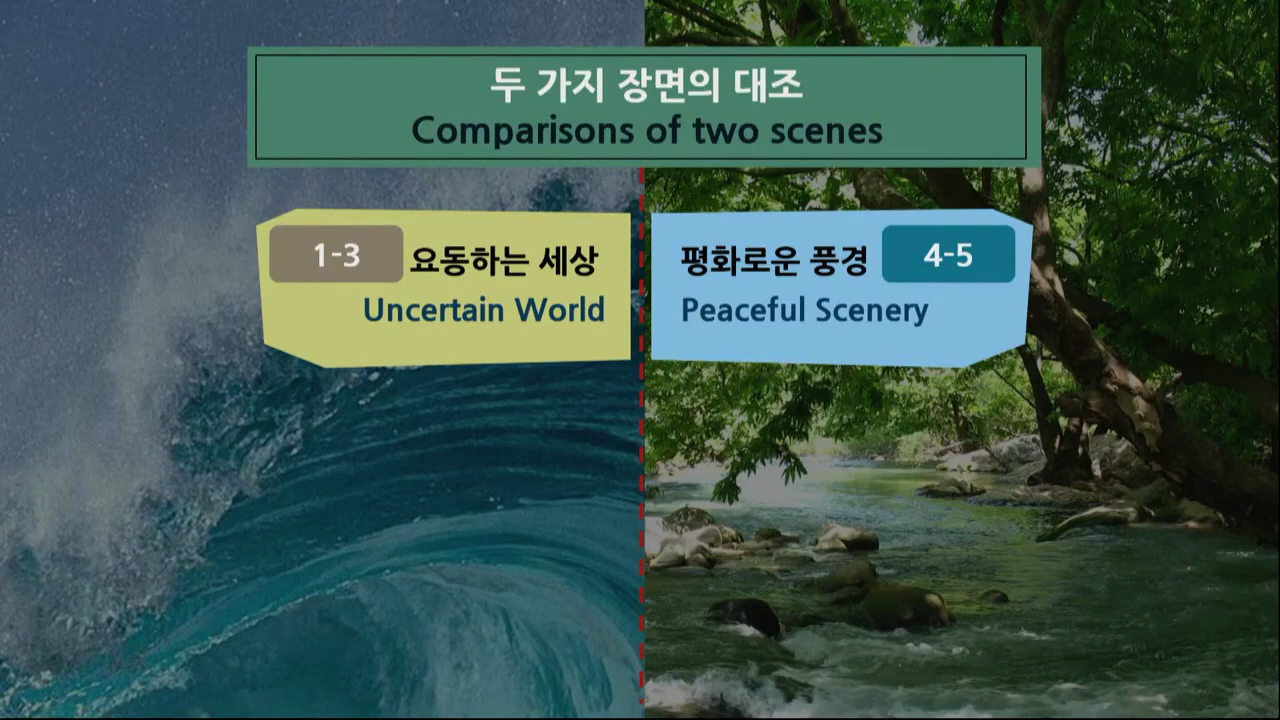 두 가지 장면의 대조
Comparisons of two scenes
1-3 요동하는 세상
Uncertain World
평화로운 풍경 4-5
Peaceful Scenery